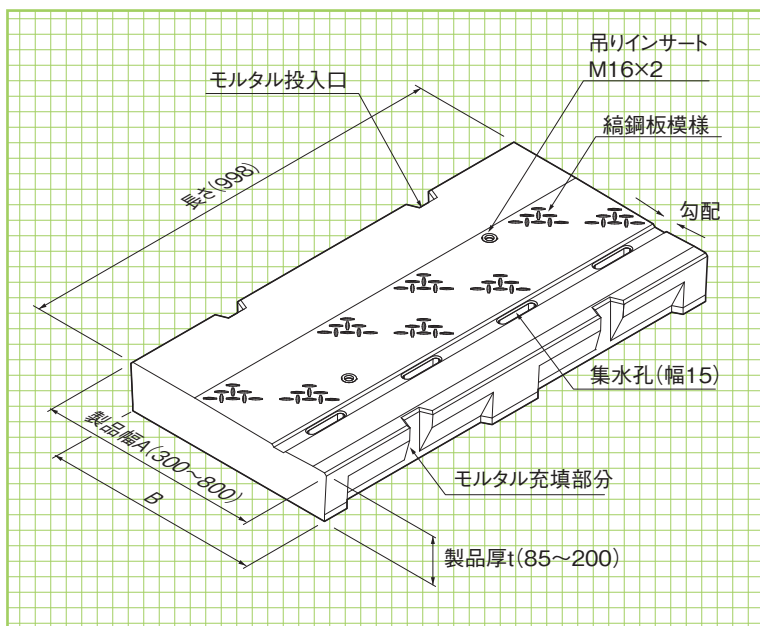 吊りインサート
M16×2
モルタル投入口
縞鋼板模様
長さ(998)
勾配
集水孔(幅15)
製品幅A(300〜800)
モルタル充填部分
B
製品厚t(85〜200)